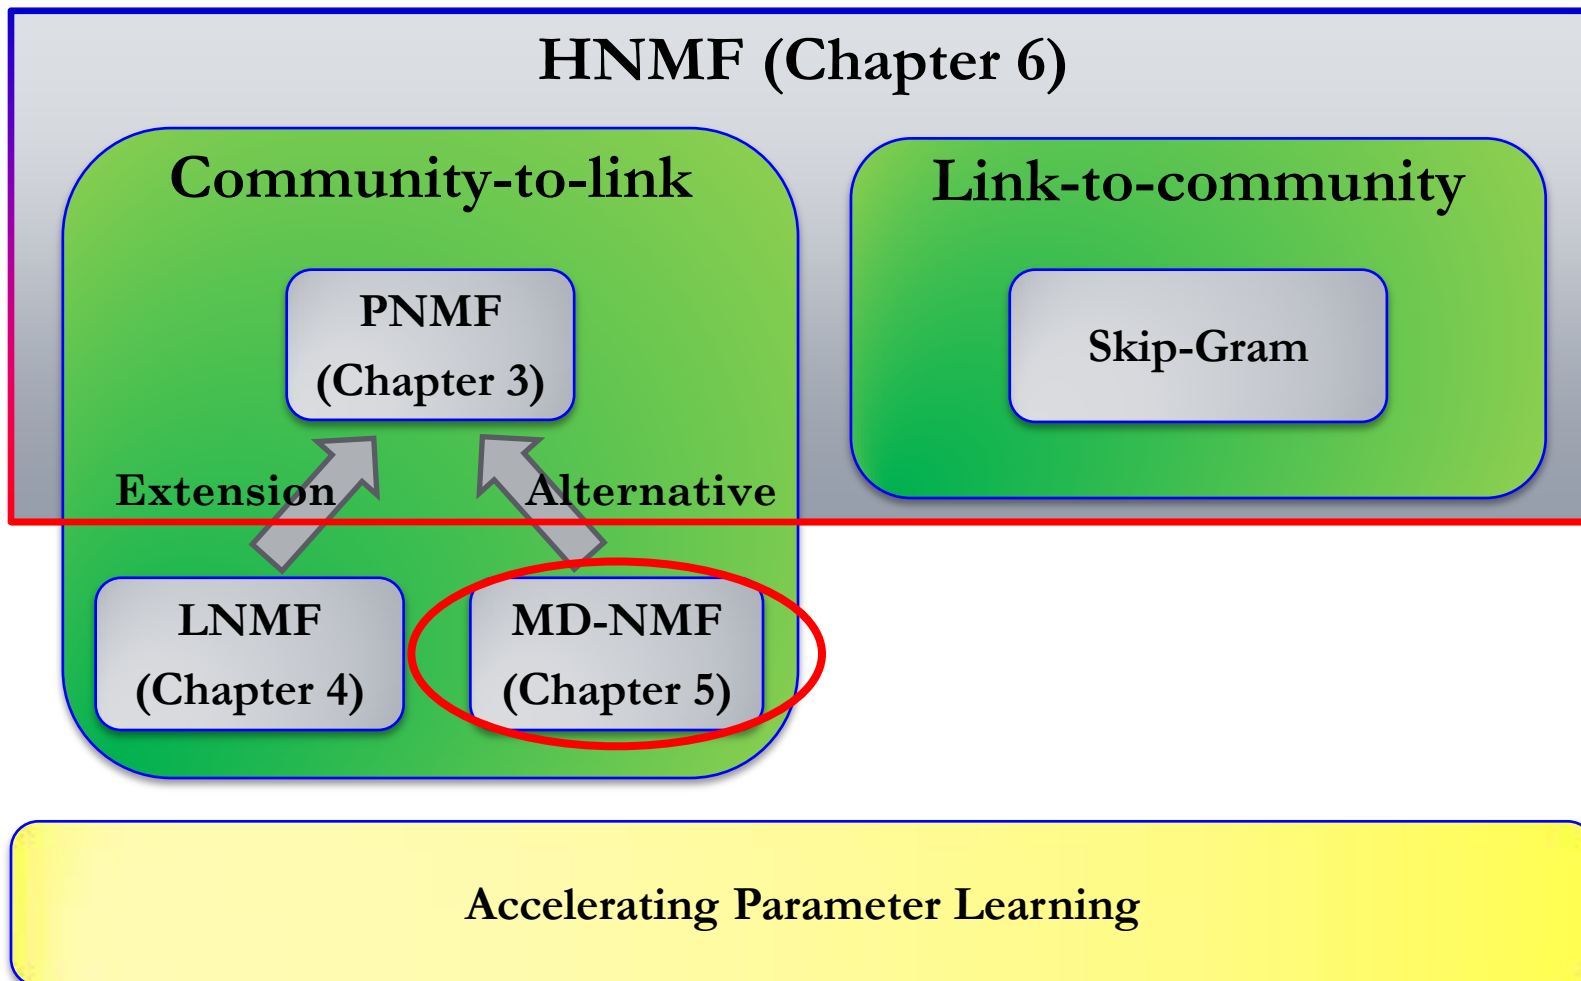 HNMF (Chapter 6)
Community-to-link
Link-to-community
PNMF
(Chapter 3)
Skip-Gram
Extension
Alternative
LNMF
(Chapter 4)
MD-NMF
(Chapter 5)
Accelerating Parameter Learning